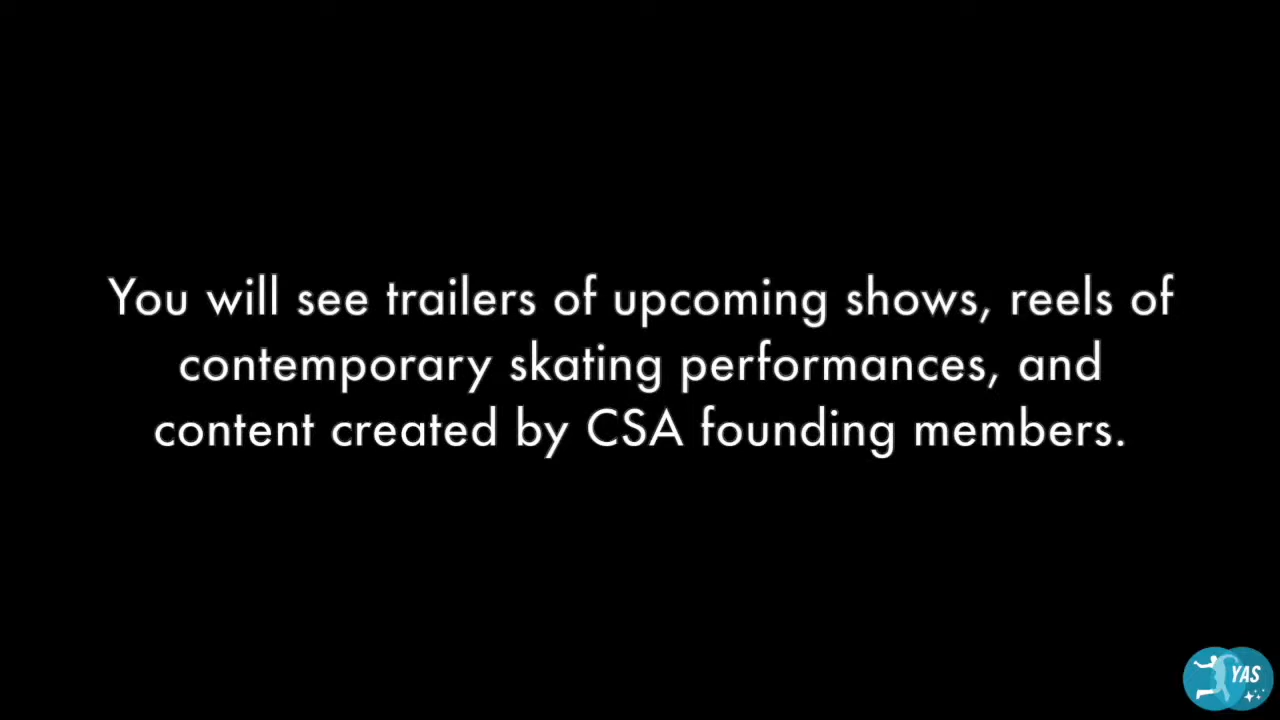 You will see trailers of upcoming shows, reels of
contemporary skating performances, and
content created by CSA founding members.
YAS